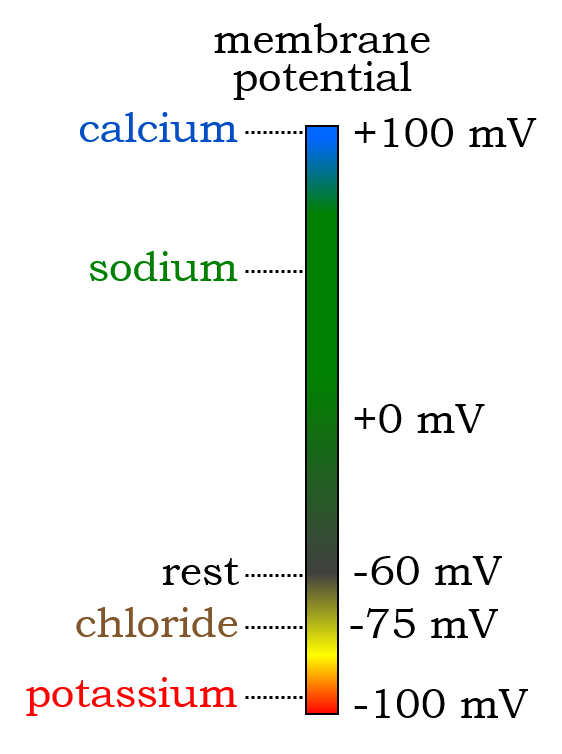 membrane
potential
calcium +100 mV
sodium
+0 mV
rest -60 mV
chloride -75 mV
potassium -100 mV